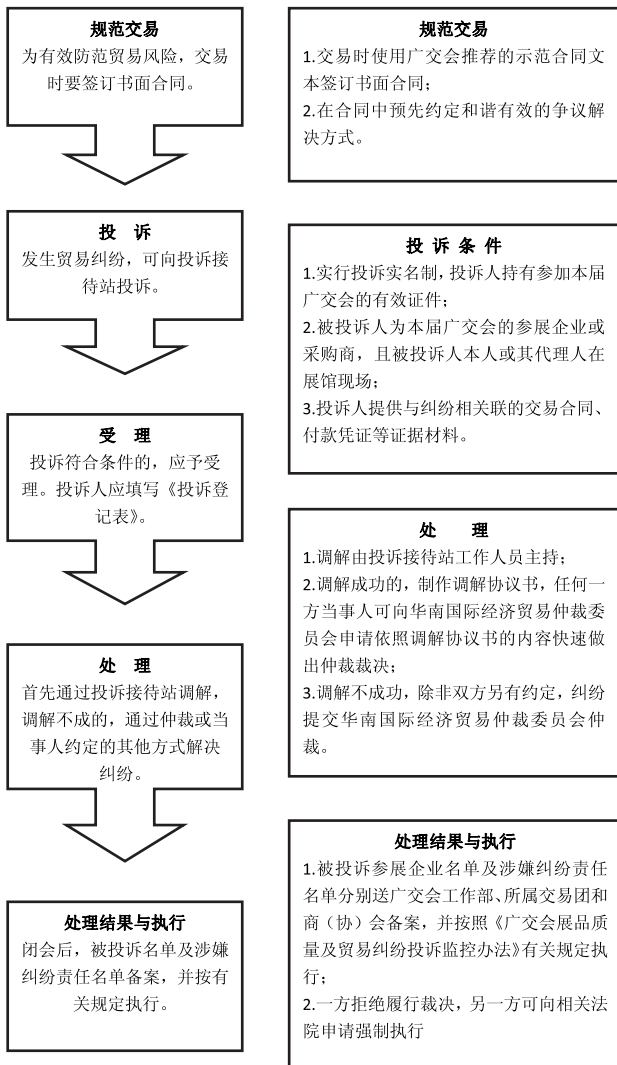 规范交易
为有效防范贸易风险，交易
时要签订书面合同。
投 诉
发生贸易纠纷，可向投诉接
待站投诉。
受 理
投诉符合条件的，应予受
理。投诉人应填写《投诉登
记表》。
处 理
首先通过投诉接待站调解，
调解不成的，通过仲裁或当
事人约定的其他方式解决
纠纷。
处理结果与执行
闭会后，被投诉名单及涉嫌
纠纷责任名单备案，并按有
关规定执行。
规范交易
1.交易时使用广交会推荐的示范合同文
本签订书面合同；
2.在合同中预先约定和谐有效的争议解
决方式。
投 诉 条 件
1.实行投诉实名制，投诉人持有参加本届
广交会的有效证件；
2.被投诉人为本届广交会的参展企业或
采购商，且被投诉人本人或其代理人在
展馆现场；
3.投诉人提供与纠纷相关联的交易合同、
付款凭证等证据材料。
处 理
1.调解由投诉接待站工作人员主持；
2.调解成功的，制作调解协议书，任何一
方当事人可向华南国际经济贸易仲裁委
员会申请依照调解协议书的内容快速做
出仲裁裁决；
3.调解不成功，除非双方另有约定，纠纷
提交华南国际经济贸易仲裁委员会仲
裁。
处理结果与执行
1.被投诉参展企业名单及涉嫌纠纷责任
名单分别送广交会工作部、所属交易团和
商（协）会备案，并按照《广交会展品质
量及贸易纠纷投诉监控办法》有关规定执
行；
2.一方拒绝履行裁决，另一方可向相关法
院申请强制执行